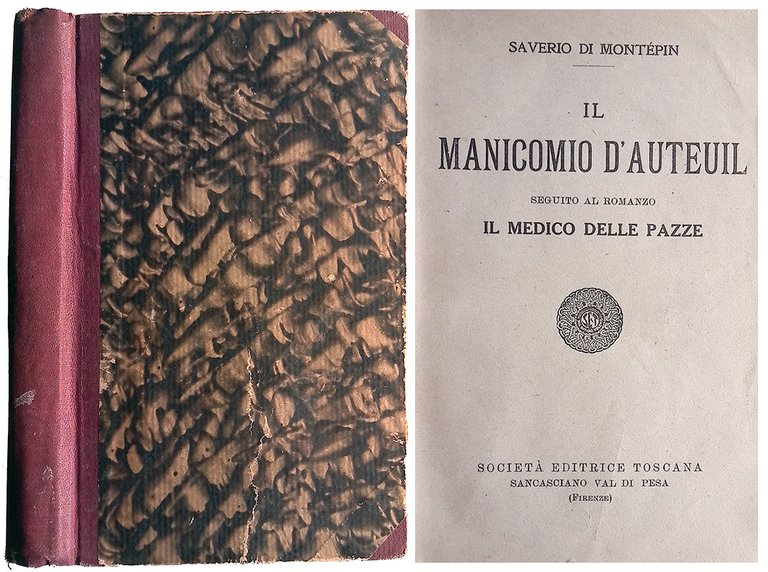 SAVERIO DI MONTÉPIN
IL
MANICOMIO D'AUTEUIL
SEGUITO AL ROMANZO
IL MEDICO DELLE PAZZE
SOCIETÀ EDITRICE TOSCANA
SANCASCIANO VAL DI PESA
(FIRENZE)